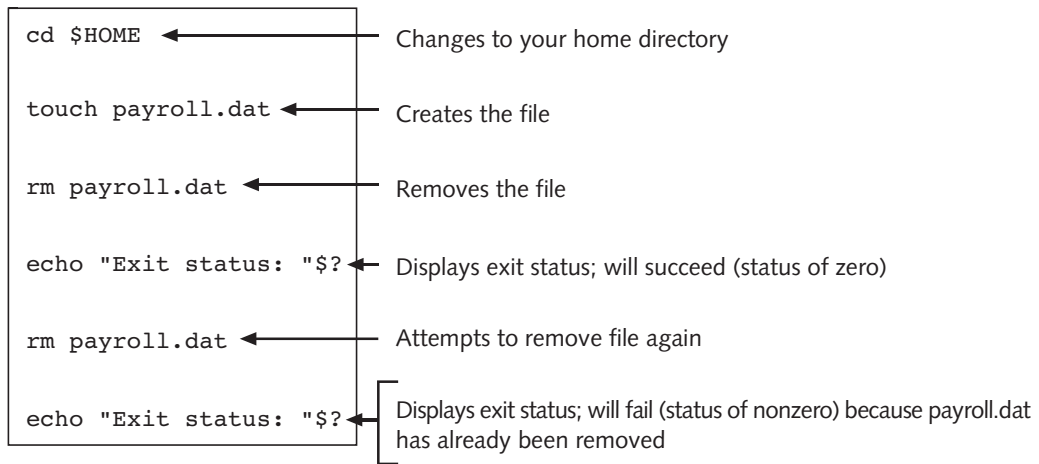 cd $HOME
Changes to your home directory
touch payroll.dat
Creates the file
rm payroll.dat
Removes the file
echo "Exit status: "$?
Displays exit status; will succeed (status of zero)
rm payroll.dat
Attempts to remove file again
echo "Exit status: "$?
Displays exit status; will fail (status of nonzero) because payroll.dat
has already been removed